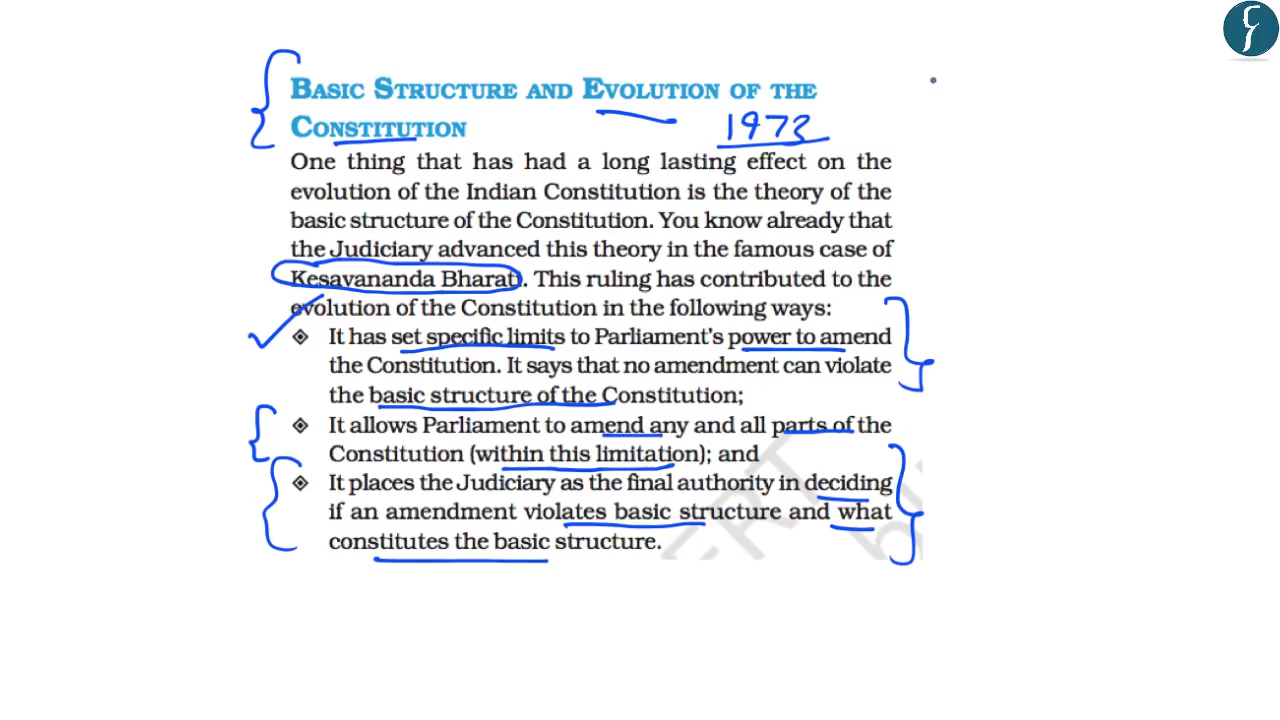 BASIC STRUCTURE AND EVOLUTION OF THE
CONSTITUTION
1973
One thing that has had a long lasting effect on the
evolution of the Indian Constitution is the theory of the
basic structure of the Constitution. You know already that
the Judiciary advanced this theory in the famous case of
Kesavananda Bharati. This ruling has contributed to the
evolution of the Constitution in the following ways:
It has set specific limits to Parliament's power to amend
the Constitution. It says that no amendment can violate
the basic structure of the Constitution;
It allows Parliament to amend any and all parts of the
Constitution (within this limitation); and
It places the Judiciary as the final authority in deciding
if an amendment violates basic structure and what
constitutes the basic structure.